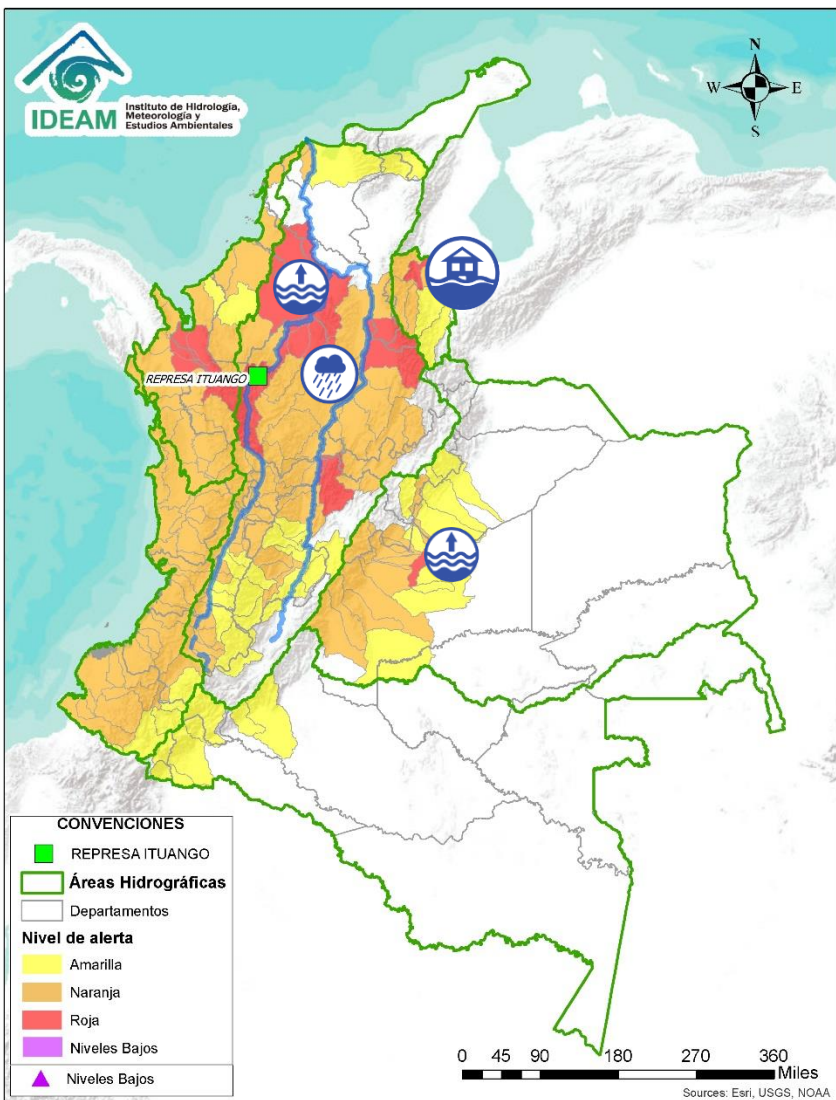 IDEAM
Instituto de Hidrología,
Meteorología y
Estudios Ambientales
N
W
E
S
REPRESA ITUANGO
CONVENCIONES
REPRESA ITUANGO
Áreas Hidrográficas
Departamentos
Nivel de alerta
Amarilla
Naranja
Roja
Niveles Bajos
Niveles Bajos
0 45 90 180 270 360
Miles
Sources: Esri, USGS, NOAA